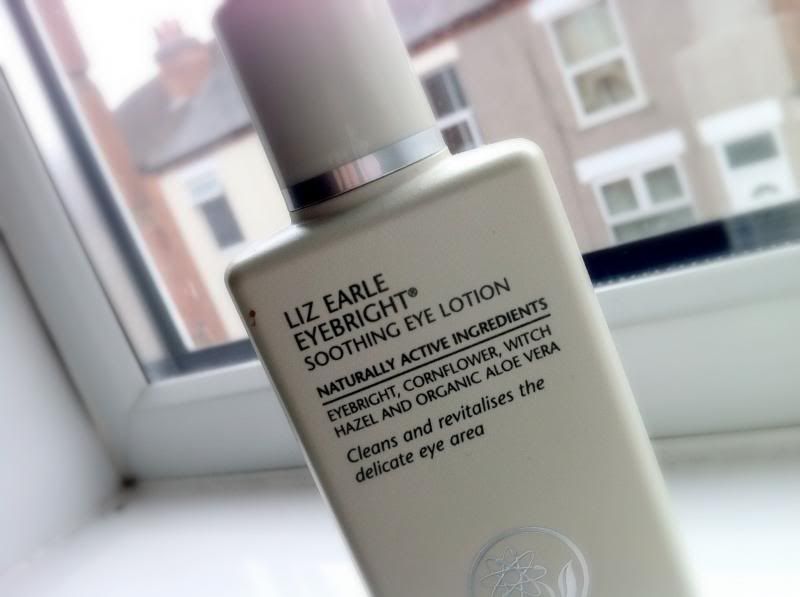 LIZ EARLE
EYEBRIGHT®
SOOTHING EYE LOTION
NATURALLY ACTIVE INGREDIENTS
EYEBRIGHT, CORNFLOWER, WITCH
HAZEL AND ORGANIC ALOE VERA
Cleans and revitalises the
delicate eye area